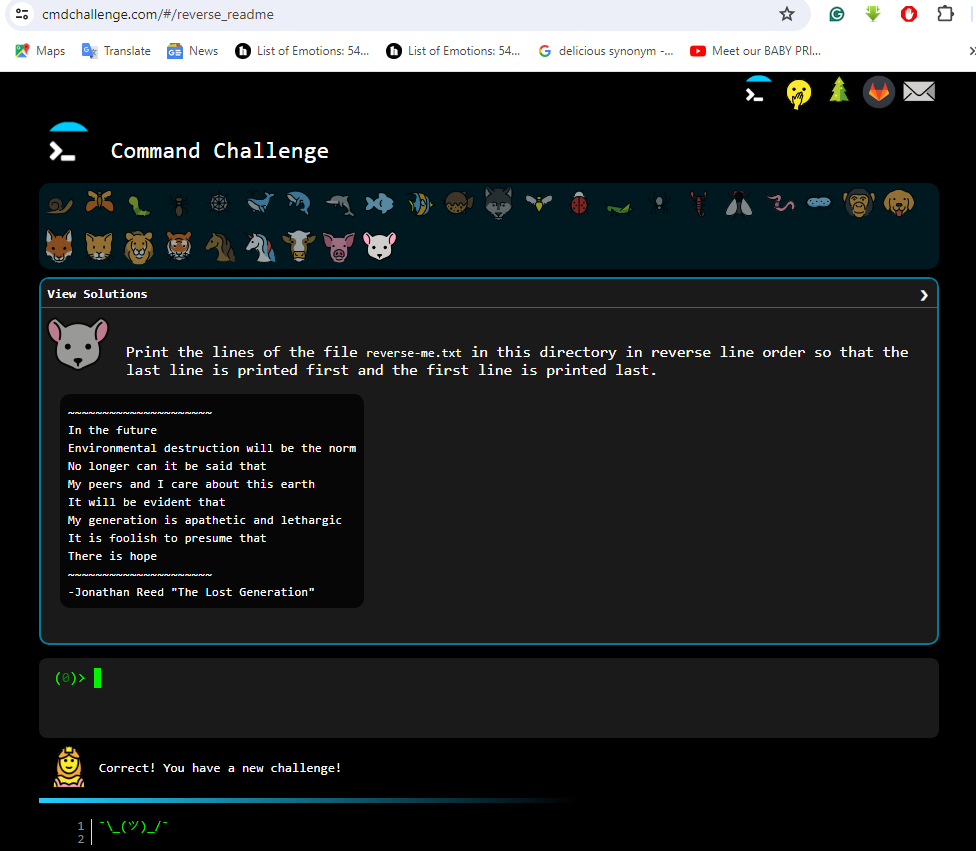 cmdchallenge.com/#/reverse_readme
Maps Translate News List of Emotions: 54... List of Emotions: 54... delicious synonym -... Meet our BABY PRI...
Command Challenge
View Solutions
Print the lines of the file reverse-me.txt in this directory in reverse line order so that the
last line is printed first and the first line is printed last.
~~~~~~~~~~~~~~~~~~~~~
In the future
Environmental destruction will be the norm
No longer can it be said that
My peers and I care about this earth
It will be evident that
My generation is apathetic and lethargic
It is foolish to presume that
There is hope
~~~~~~~~~~~~~~~~~~~~~
-Jonathan Reed "The Lost Generation"
(0)>
Correct! You have a new challenge!
1 ¯\_(ツ)_/¯
2